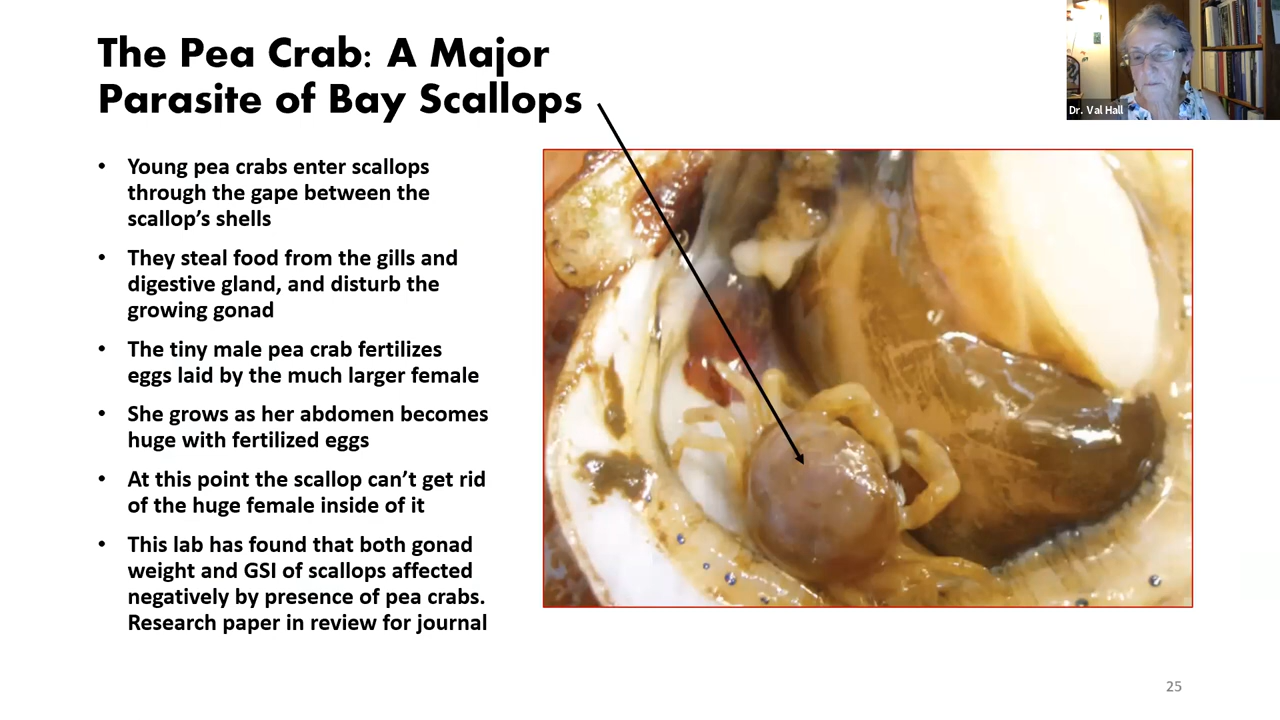 The Pea Crab: A Major
Parasite of Bay Scallops
Dr. Val Hall
• Young pea crabs enter scallops
through the gape between the
scallop's shells
• They steal food from the gills and
digestive gland, and disturb the
growing gonad
• The tiny male pea crab fertilizes
eggs laid by the much larger female
• She grows as her abdomen becomes
huge with fertilized eggs
• At this point the scallop can't get rid
of the huge female inside of it
• This lab has found that both gonad
weight and GSI of scallops affected
negatively by presence of pea crabs.
Research paper in review for journal
25